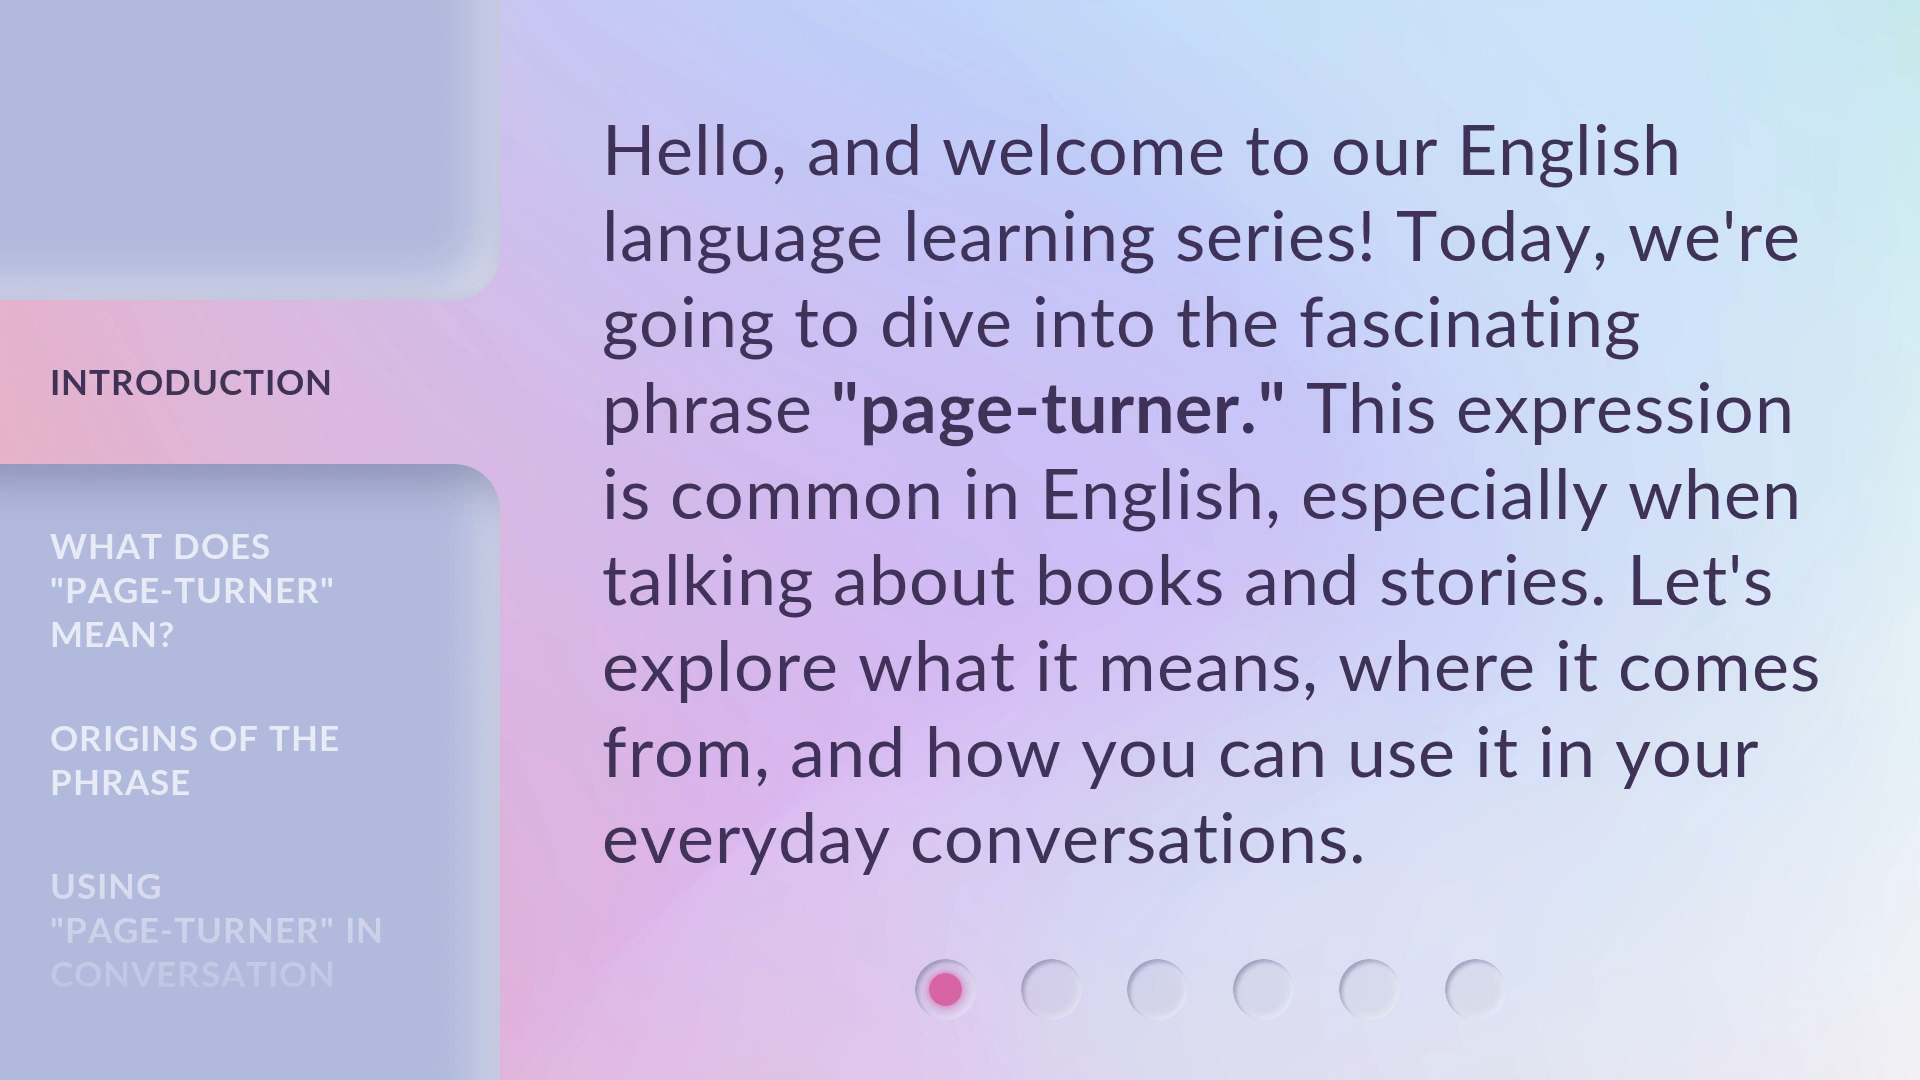 INTRODUCTION
WHAT DOES
"PAGE-TURNER"
MEAN?
ORIGINS OF THE
PHRASE
USING
"PAGE-TURNER" IN
CONVERSATION
Hello, and welcome to our English
language learning series! Today, we're
going to dive into the fascinating
phrase "page-turner." This expression
is common in English, especially when
talking about books and stories. Let's
explore what it means, where it comes
from, and how you can use it in your
everyday conversations.